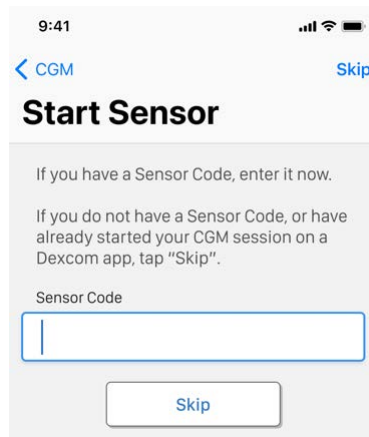 9:41
CGM
Skip
Start Sensor
If you have a Sensor Code, enter it now.
If you do not have a Sensor Code, or have
already started your CGM session on a
Dexcom app, tap “Skip”.
Sensor Code
Skip